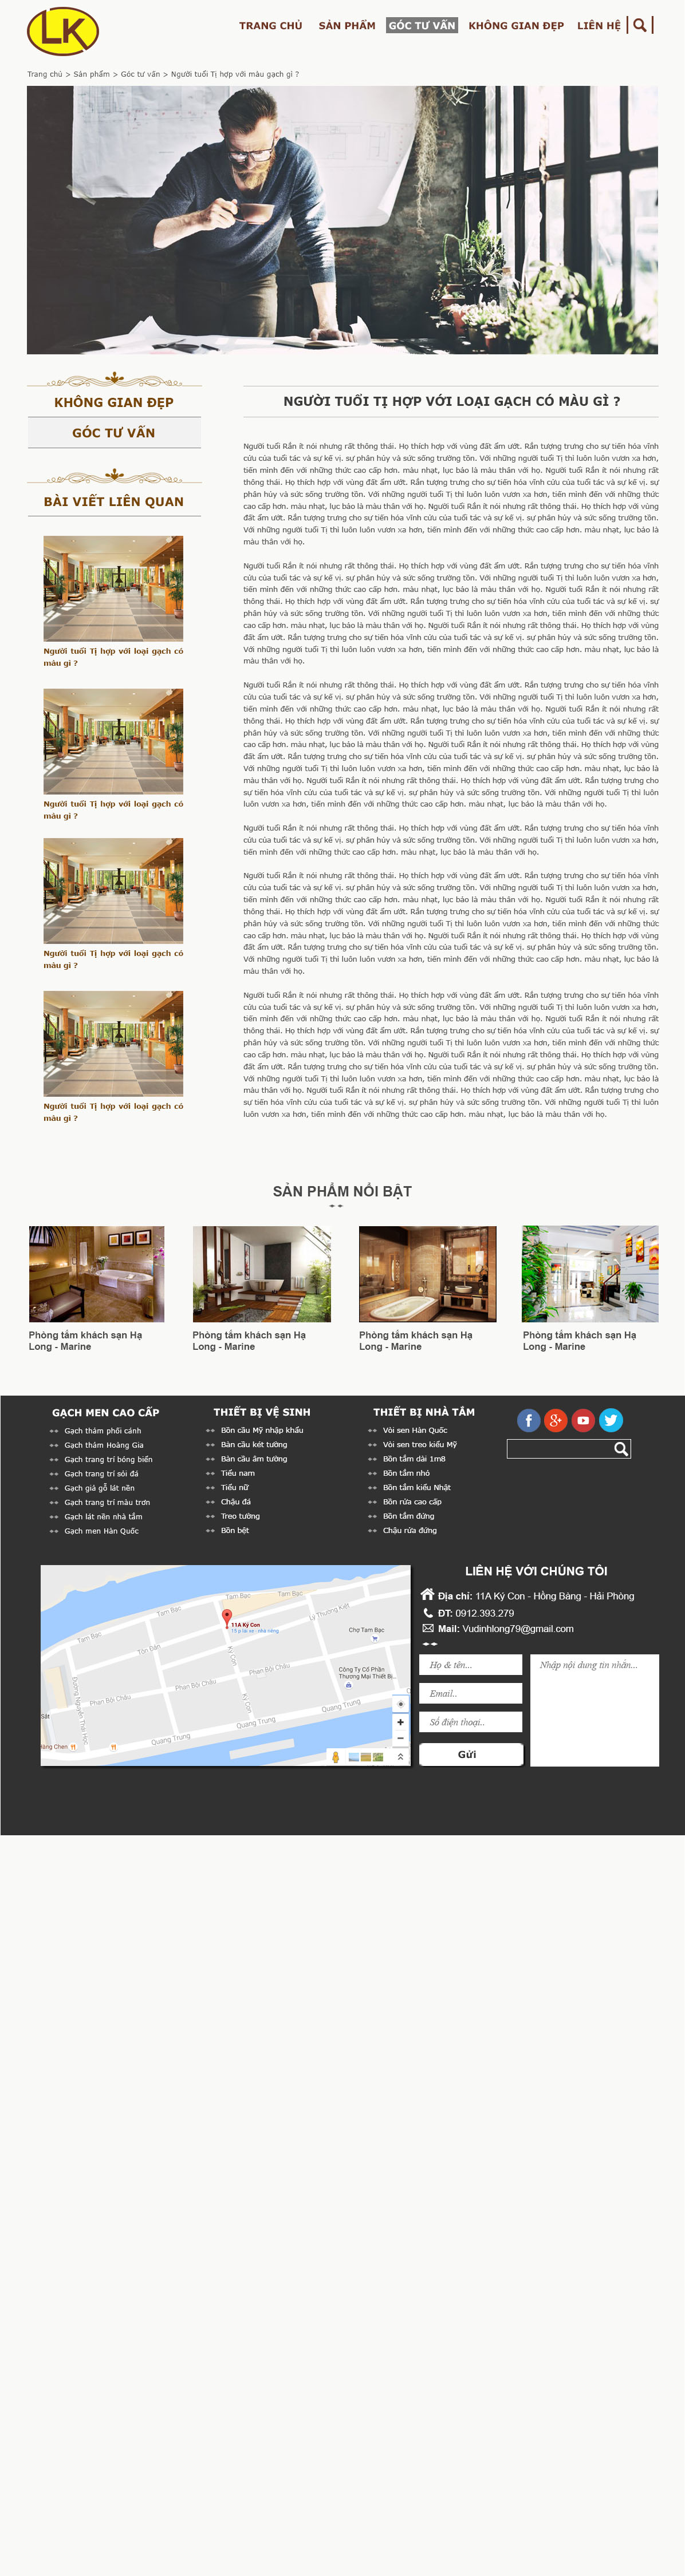 LK
TRANG CHỦ SẢN PHẨM GÓC TƯ VẤN KHÔNG GIAN ĐẸP LIÊN HỆ
Trang chủ > Sản phẩm > Góc tư vấn > Người tuổi Tị hợp với màu gạch gì ?
KHÔNG GIAN ĐẸP
GÓC TƯ VẤN
BÀI VIẾT LIÊN QUAN
Người tuổi Tị hợp với loại gạch có
màu gì ?
Người tuổi Tị hợp với loại gạch có
màu gì ?
Người tuổi Tị hợp với loại gạch có
màu gì ?
Người tuổi Tị hợp với loại gạch có
màu gì ?
NGƯỜI TUỔI TỊ HỢP VỚI LOẠI GẠCH CÓ MÀU GÌ ?
Người tuổi Rắn ít nói nhưng rất thông thái. Họ thích hợp với vùng đất ẩm ướt. Rắn tượng trưng cho sự tiến hóa vĩnh
cửu của tuổi tác và sự kế vị. sự phân hủy và sức sống trường tồn. Với những người tuổi Tị thì luôn luôn vươn xa hơn,
tiến mình đến với những thức cao cấp hơn. màu nhạt, lục bảo là màu thân với họ. Người tuổi Rắn ít nói nhưng rất
thông thái. Họ thích hợp với vùng đất ẩm ướt. Rắn tượng trưng cho sự tiến hóa vĩnh cửu của tuổi tác và sự kế vị. sự
phân hủy và sức sống trường tồn. Với những người tuổi Tị thì luôn luôn vươn xa hơn, tiến mình đến với những thức
cao cấp hơn. màu nhạt, lục bảo là màu thân với họ. Người tuổi Rắn ít nói nhưng rất thông thái. Họ thích hợp với vùng
đất ẩm ướt. Rắn tượng trưng cho sự tiến hóa vĩnh cửu của tuổi tác và sự kế vị. sự phân hủy và sức sống trường tồn.
Với những người tuổi Tị thì luôn luôn vươn xa hơn, tiến mình đến với những thức cao cấp hơn. màu nhạt, lục bảo là
màu thân với họ.
Người tuổi Rắn ít nói nhưng rất thông thái. Họ thích hợp với vùng đất ẩm ướt. Rắn tượng trưng cho sự tiến hóa vĩnh
cửu của tuổi tác và sự kế vị. sự phân hủy và sức sống trường tồn. Với những người tuổi Tị thì luôn luôn vươn xa hơn,
tiến mình đến với những thức cao cấp hơn. màu nhạt, lục bảo là màu thân với họ. Người tuổi Rắn ít nói nhưng rất
thông thái. Họ thích hợp với vùng đất ẩm ướt. Rắn tượng trưng cho sự tiến hóa vĩnh cửu của tuổi tác và sự kế vị. sự
phân hủy và sức sống trường tồn. Với những người tuổi Tị thì luôn luôn vươn xa hơn, tiến mình đến với những thức
cao cấp hơn. màu nhạt, lục bảo là màu thân với họ. Người tuổi Rắn ít nói nhưng rất thông thái. Họ thích hợp với vùng
đất ẩm ướt. Rắn tượng trưng cho sự tiến hóa vĩnh cửu của tuổi tác và sự kế vị. sự phân hủy và sức sống trường tồn.
Với những người tuổi Tị thì luôn luôn vươn xa hơn, tiến mình đến với những thức cao cấp hơn. màu nhạt, lục bảo là
màu thân với họ.
Người tuổi Rắn ít nói nhưng rất thông thái. Họ thích hợp với vùng đất ẩm ướt. Rắn tượng trưng cho sự tiến hóa vĩnh
cửu của tuổi tác và sự kế vị. sự phân hủy và sức sống trường tồn. Với những người tuổi Tị thì luôn luôn vươn xa hơn,
tiến mình đến với những thức cao cấp hơn. màu nhạt, lục bảo là màu thân với họ. Người tuổi Rắn ít nói nhưng rất
thông thái. Họ thích hợp với vùng đất ẩm ướt. Rắn tượng trưng cho sự tiến hóa vĩnh cửu của tuổi tác và sự kế vị. sự
phân hủy và sức sống trường tồn. Với những người tuổi Tị thì luôn luôn vươn xa hơn, tiến mình đến với những thức
cao cấp hơn. màu nhạt, lục bảo là màu thân với họ. Người tuổi Rắn ít nói nhưng rất thông thái. Họ thích hợp với vùng
đất ẩm ướt. Rắn tượng trưng cho sự tiến hóa vĩnh cửu của tuổi tác và sự kế vị. sự phân hủy và sức sống trường tồn.
Với những người tuổi Tị thì luôn luôn vươn xa hơn, tiến mình đến với những thức cao cấp hơn. màu nhạt, lục bảo là
màu thân với họ. Người tuổi Rắn ít nói nhưng rất thông thái. Họ thích hợp với vùng đất ẩm ướt. Rắn tượng trưng cho
sự tiến hóa vĩnh cửu của tuổi tác và sự kế vị. sự phân hủy và sức sống trường tồn. Với những người tuổi Tị thì luôn
luôn vươn xa hơn, tiến mình đến với những thức cao cấp hơn. màu nhạt, lục bảo là màu thân với họ.
Người tuổi Rắn ít nói nhưng rất thông thái. Họ thích hợp với vùng đất ẩm ướt. Rắn tượng trưng cho sự tiến hóa vĩnh
cửu của tuổi tác và sự kế vị. sự phân hủy và sức sống trường tồn. Với những người tuổi Tị thì luôn luôn vươn xa hơn,
tiến mình đến với những thức cao cấp hơn. màu nhạt, lục bảo là màu thân với họ.
Người tuổi Rắn ít nói nhưng rất thông thái. Họ thích hợp với vùng đất ẩm ướt. Rắn tượng trưng cho sự tiến hóa vĩnh
cửu của tuổi tác và sự kế vị. sự phân hủy và sức sống trường tồn. Với những người tuổi Tị thì luôn luôn vươn xa hơn,
tiến mình đến với những thức cao cấp hơn. màu nhạt, lục bảo là màu thân với họ. Người tuổi Rắn ít nói nhưng rất
thông thái. Họ thích hợp với vùng đất ẩm ướt. Rắn tượng trưng cho sự tiến hóa vĩnh cửu của tuổi tác và sự kế vị. sự
phân hủy và sức sống trường tồn. Với những người tuổi Tị thì luôn luôn vươn xa hơn, tiến mình đến với những thức
cao cấp hơn. màu nhạt, lục bảo là màu thân với họ. Người tuổi Rắn ít nói nhưng rất thông thái. Họ thích hợp với vùng
đất ẩm ướt. Rắn tượng trưng cho sự tiến hóa vĩnh cửu của tuổi tác và sự kế vị. sự phân hủy và sức sống trường tồn.
Với những người tuổi Tị thì luôn luôn vươn xa hơn, tiến mình đến với những thức cao cấp hơn. màu nhạt, lục bảo là
màu thân với họ.
Người tuổi Rắn ít nói nhưng rất thông thái. Họ thích hợp với vùng đất ẩm ướt. Rắn tượng trưng cho sự tiến hóa vĩnh
cửu của tuổi tác và sự kế vị. sự phân hủy và sức sống trường tồn. Với những người tuổi Tị thì luôn luôn vươn xa hơn,
tiến mình đến với những thức cao cấp hơn. màu nhạt, lục bảo là màu thân với họ. Người tuổi Rắn ít nói nhưng rất
thông thái. Họ thích hợp với vùng đất ẩm ướt. Rắn tượng trưng cho sự tiến hóa vĩnh cửu của tuổi tác và sự kế vị. sự
phân hủy và sức sống trường tồn. Với những người tuổi Tị thì luôn luôn vươn xa hơn, tiến mình đến với những thức
cao cấp hơn. màu nhạt, lục bảo là màu thân với họ. Người tuổi Rắn ít nói nhưng rất thông thái. Họ thích hợp với vùng
đất ẩm ướt. Rắn tượng trưng cho sự tiến hóa vĩnh cửu của tuổi tác và sự kế vị. sự phân hủy và sức sống trường tồn.
Với những người tuổi Tị thì luôn luôn vươn xa hơn, tiến mình đến với những thức cao cấp hơn. màu nhạt, lục bảo là
màu thân với họ. Người tuổi Rắn ít nói nhưng rất thông thái. Họ thích hợp với vùng đất ẩm ướt. Rắn tượng trưng cho
sự tiến hóa vĩnh cửu của tuổi tác và sự kế vị. sự phân hủy và sức sống trường tồn. Với những người tuổi Tị thì luôn
luôn vươn xa hơn, tiến mình đến với những thức cao cấp hơn. màu nhạt, lục bảo là màu thân với họ.
SẢN PHẨM NỔI BẬT
Phòng tắm khách sạn Hạ
Long - Marine
Phòng tắm khách sạn Hạ
Long - Marine
Phòng tắm khách sạn Hạ
Long - Marine
Phòng tắm khách sạn Hạ
Long - Marine
GẠCH MEN CAO CẤP
Gạch thảm phối cảnh
Gạch thảm Hoàng Gia
Gạch trang trí bóng biển
Gạch trang trí sỏi đá
Gạch giả gỗ lát nền
Gạch trang trí màu trơn
Gạch lát nền nhà tắm
Gạch men Hàn Quốc
THIẾT BỊ VỆ SINH
Bồn cầu Mỹ nhập khẩu
Bàn cầu két tường
Bàn cầu âm tường
Tiểu nam
Tiểu nữ
Chậu đá
Treo tường
Bồn bệt
THIẾT BỊ NHÀ TẮM
Vòi sen Hàn Quốc
Vòi sen treo kiểu Mỹ
Bồn tắm dài 1m8
Bồn tắm nhỏ
Bồn tắm kiểu Nhật
Bồn rửa cao cấp
Bồn tắm đứng
Chậu rửa đứng
Tam Bạc
Tam Bạc
Tam Bạc
Lý Thường Kiệt
Chợ Tam Bạc
11A Ký Con
15 p lái xe - nhà riêng
Tôn Đản
Ký Con
Phan Bội Châu
Phan Bội Châu
Phan Bội Châu
Công Ty Cổ Phần
Thương Mại Thiết Bị...
Đường Nguyễn Thái Học
Ký Con
Quang Trung
Quang Trung
Quang Trung
Sát
Hàng Chen
LIÊN HỆ VỚI CHÚNG TÔI
Địa chỉ: 11A Ký Con - Hồng Bàng - Hải Phòng
ĐT: 0912.393.279
Mail: Vudinhlong79@gmail.com
Họ & tên...
Email..
Số điện thoại..
Gửi
Nhập nội dung tin nhắn...